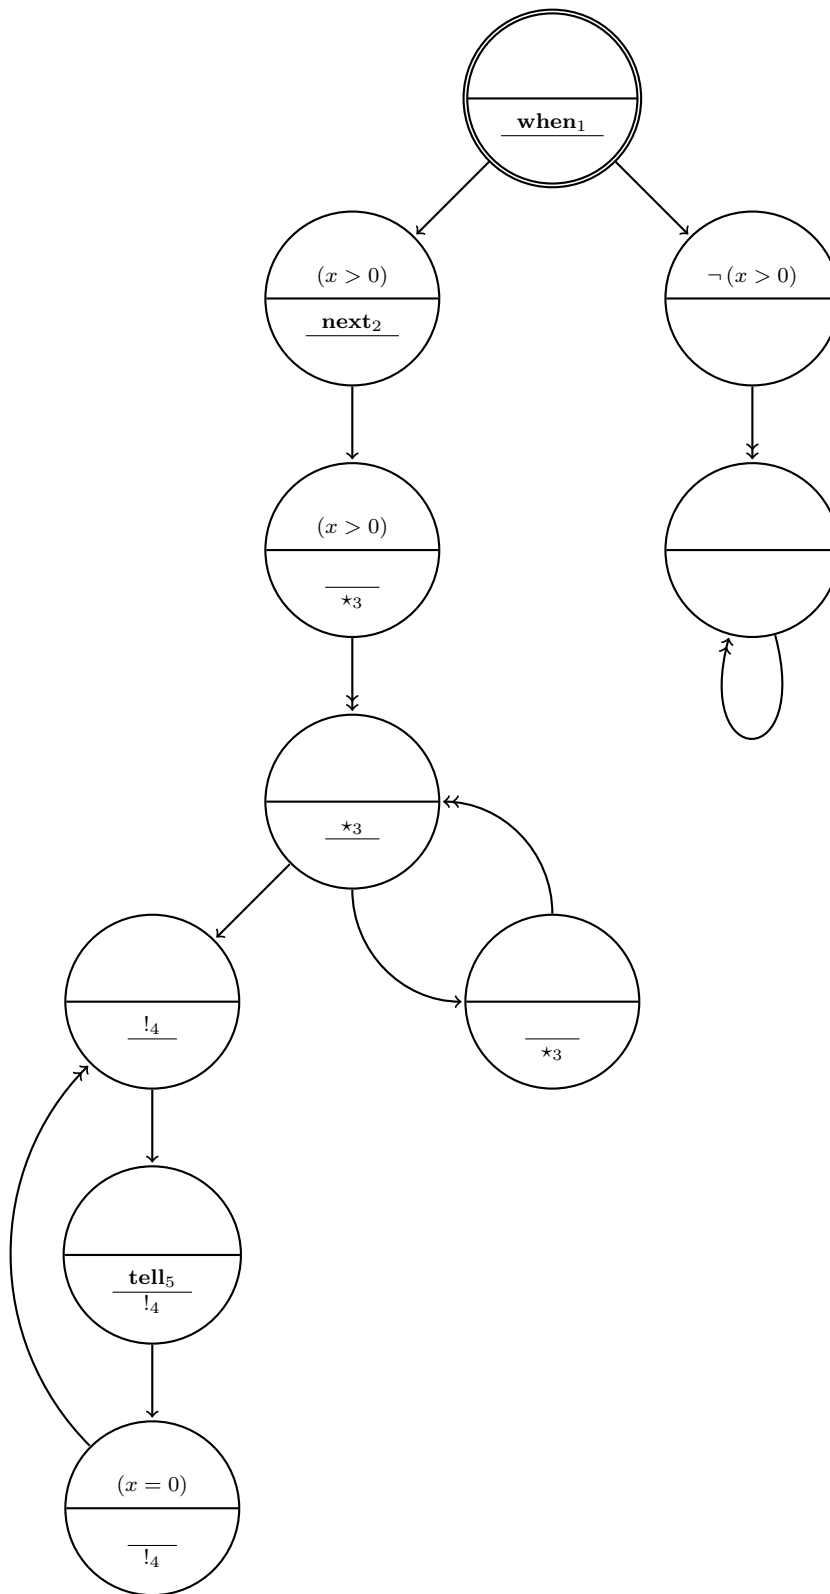 when₁
(x > 0)
¬ (x > 0)
next₂
(x > 0)
⋆₃
⋆₃
!₄
⋆₃
tell₅
!₄
(x = 0)
!₄